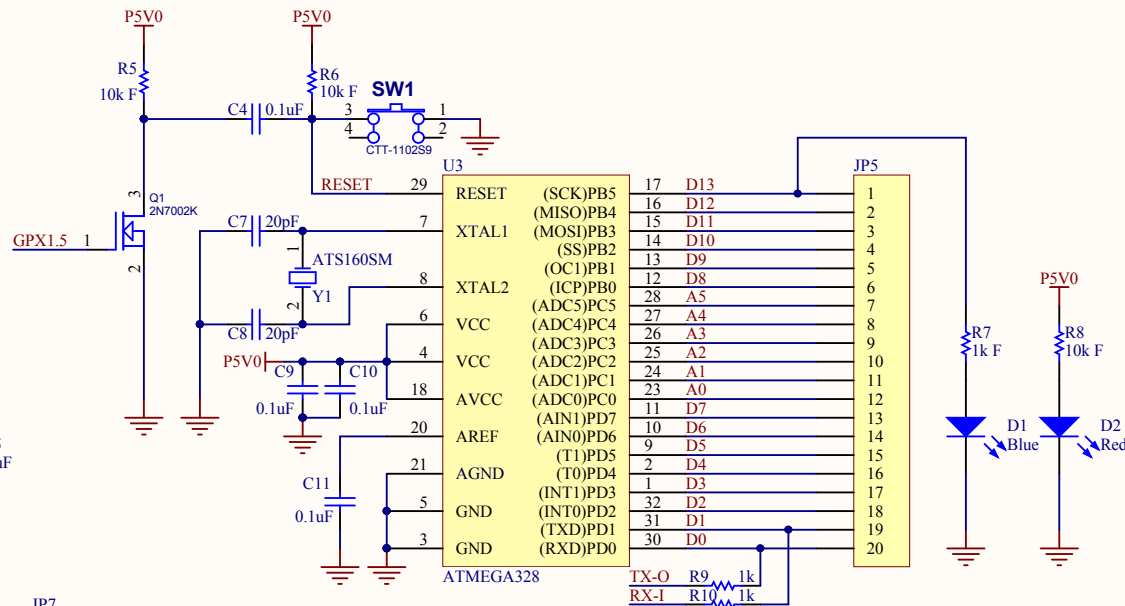 P5V0 P5V0
R5 10k F
R6 10k F
SW1
C4 0.1uF
3 1
4 2
CTT-1102S9
U3 JP5
RESET 29 RESET (SCK)PB5 17 D13 1
(MISO)PB4 16 D12 2
3 Q1 2N7002K
C7 20pF 7 XTAL1 (MOSI)PB3 15 D11 3
GPX1.5 1 1 (SS)PB2 14 D10 4
2 ATS160SM (OC1)PB1 13 D9 5
2 Y1 8 XTAL2 (ICP)PB0 12 D8 6 P5V0
(ADC5)PC5 28 A5 7
C8 20pF 6 VCC (ADC4)PC4 27 A4 8
(ADC3)PC3 26 A3 9
R7 1k F
R8 10k F
P5V0 4 VCC (ADC2)PC2 25 A2 10
C9 C10 (ADC1)PC1 24 A1 11
0.1uF 0.1uF 18 AVCC (ADC0)PC0 23 A0 12
(AIN1)PD7 11 D7 13
20 AREF (AIN0)PD6 10 D6 14
D1 Blue
D2 Red
(T1)PD5 9 D5 15
uF 21 AGND (T0)PD4 2 D4 16
C11 0.1uF (INT1)PD3 1 D3 17
5 GND (INT0)PD2 32 D2 18
(TXD)PD1 31 D1 19
3 GND (RXD)PD0 30 D0 20
ATMEGA328
TX-O R9 1k
RX-I R10 1k
JP7